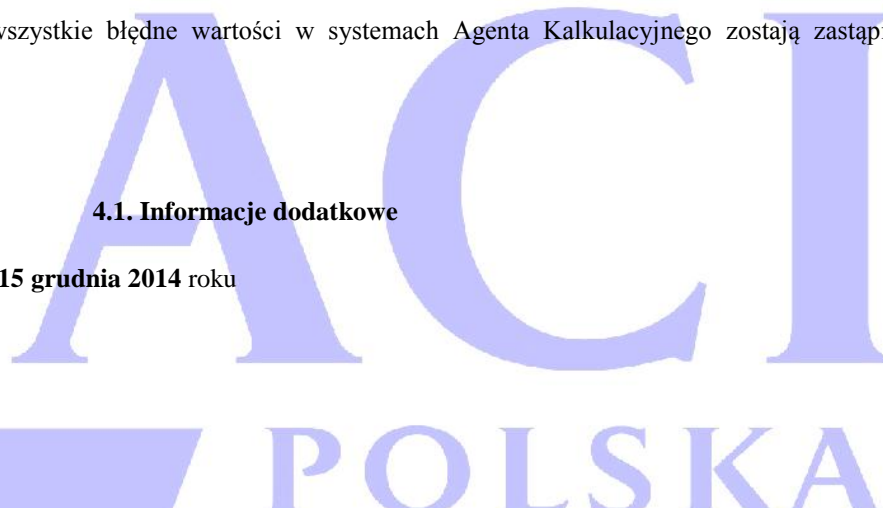 wszystkie błędne wartości w systemach Agenta Kalkulacyjnego zostają
4.1. Informacje dodatkowe
15 grudnia 2014 roku
ACI
POLSKA